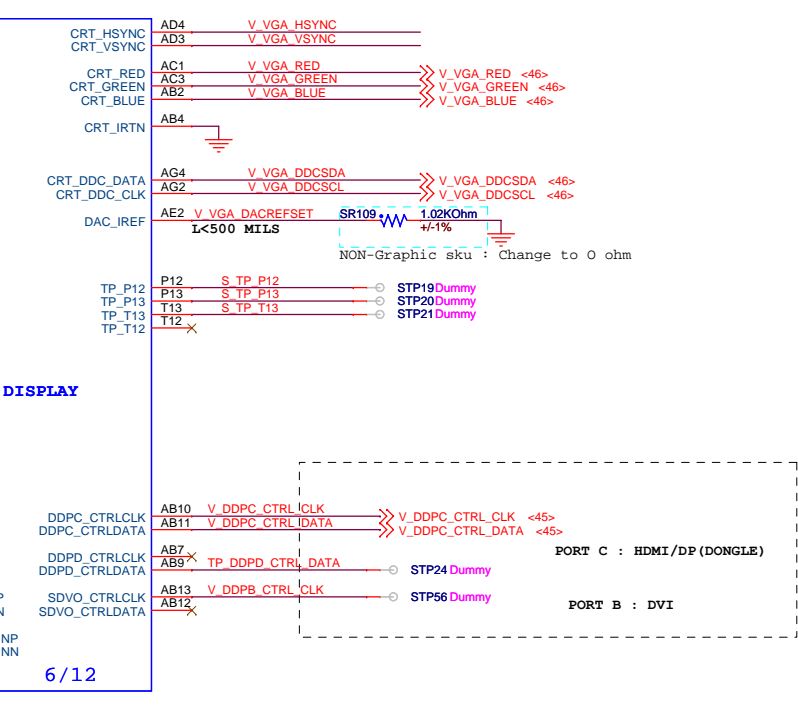 CRT_HSYNC AD4 V_VGA_HSYNC
CRT_VSYNC AD3 V_VGA_VSYNC
CRT_RED AC1 V_VGA_RED V_VGA_RED <46>
CRT_GREEN AC3 V_VGA_GREEN V_VGA_GREEN <46>
CRT_BLUE AB2 V_VGA_BLUE V_VGA_BLUE <46>
CRT_IRTN AB4
CRT_DDC_DATA AG4 V_VGA_DDCSDA V_VGA_DDCSDA <46>
CRT_DDC_CLK AG2 V_VGA_DDCSCL V_VGA_DDCSCL <46>
DAC_IREF AE2 V_VGA_DACREFSET SR109 1.02KOhm
L<500 MILS +/-1%
NON-Graphic sku : Change to 0 ohm
TP_P12 P12 S_TP_P12 STP19 Dummy
TP_P13 P13 S_TP_P13 STP20 Dummy
TP_T13 T13 S_TP_T13 STP21 Dummy
TP_T12 T12
DISPLAY
DDPC_CTRLCLK AB10 V_DDPC_CTRL_CLK V_DDPC_CTRL_CLK <45>
DDPC_CTRLDATA AB11 V_DDPC_CTRL_DATA V_DDPC_CTRL_DATA <45>
PORT C : HDMI/DP(DONGLE)
DDPD_CTRLCLK AB7
DDPD_CTRLDATA AB9 TP_DDPD_CTRL_DATA STP24 Dummy
SDVO_CTRLCLK AB13 V_DDPB_CTRL_CLK STP56 Dummy
PORT B : DVI
SDVO_CTRLDATA AB12
P
N
NP
NN
6/12